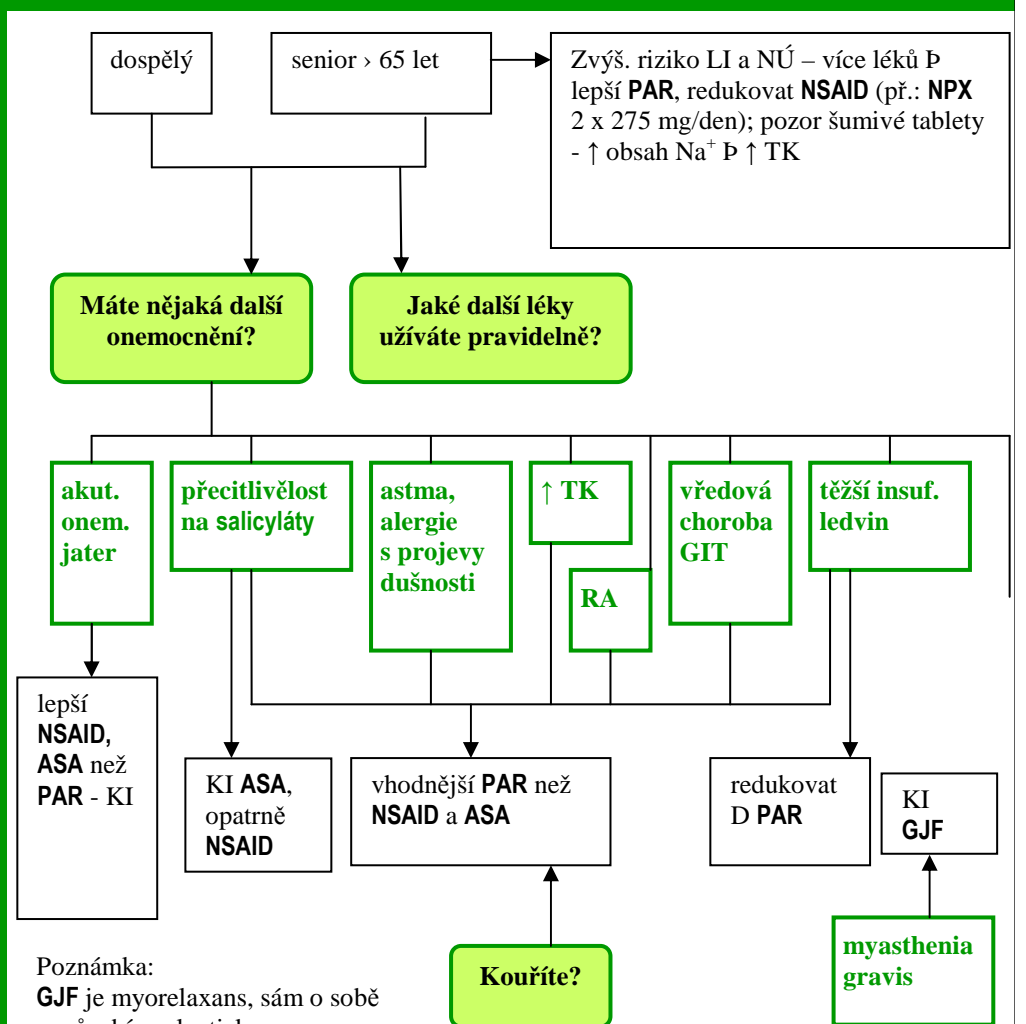 dospělý
senior › 65 let
Zvýš. riziko LI a NÚ – více léků Þ
lepší PAR, redukovat NSAID (př.: NPX
2 x 275 mg/den); pozor šumivé tablety
- ↑ obsah Na⁺ Þ ↑ TK
Máte nějaká další
onemocnění?
Jaké další léky
užíváte pravidelně?
akut.
onem.
jater
přecitlivělost
na salicyláty
astma,
alergie
s projevy
dušnosti
↑ TK
RA
vředová
choroba
GIT
těžší insuf.
ledvin
lepší
NSAID,
ASA než
PAR - KI
KI ASA,
opatrně
NSAID
vhodnější PAR než
NSAID a ASA
redukovat
D PAR
KI
GJF
Kouříte?
myasthenia
gravis
Poznámka:
GJF je myorelaxans, sám o sobě